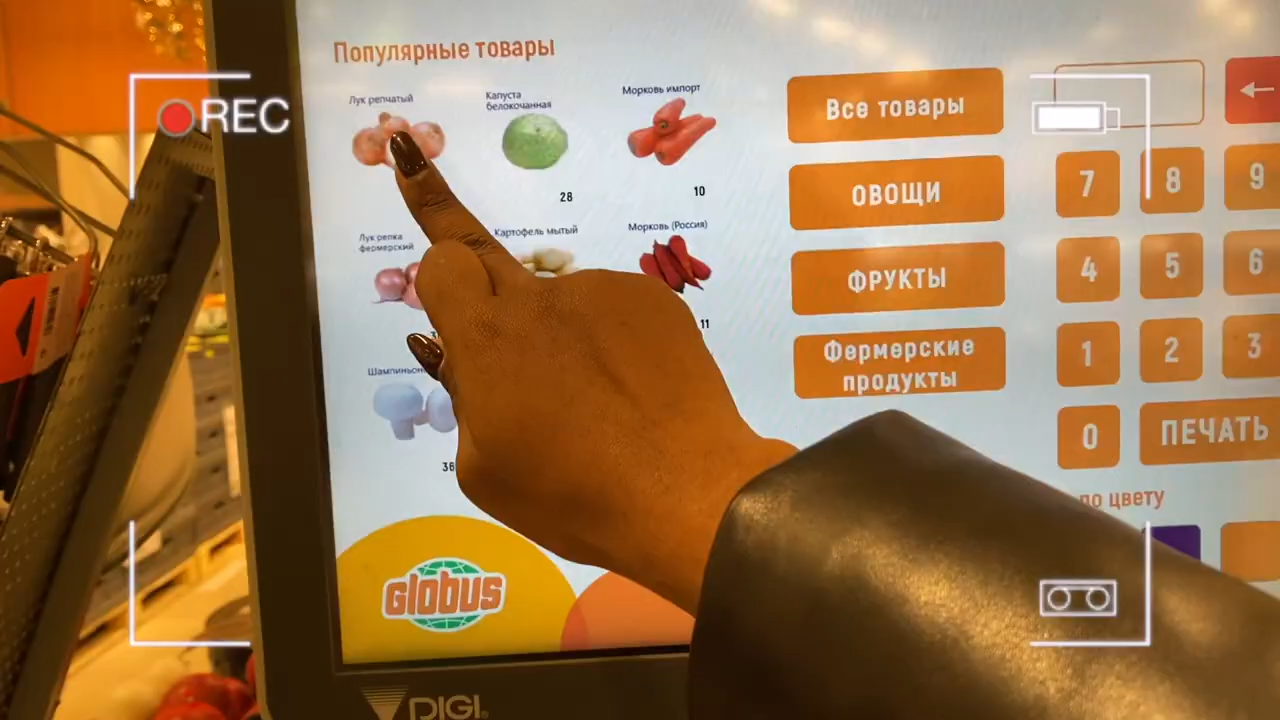 Популярные товары
REC
Лук репчатый
Капуста
белокочанная
28
Морковь импорт
10
Лук репка
фермерский
Картофель мытый
Морковь (Россия)
11
36
Globus
DIGI
Все товары
ОВОЩИ
ФРУКТЫ
Фермерские
продукты
7 8 9
4 5 6
1 2 3
0 ПЕЧАТЬ
по цвету